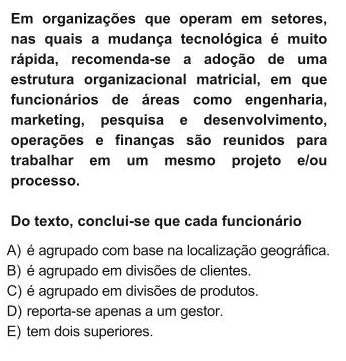 Em organizações que operam em setores,
nas quais a mudança tecnológica é muito
rápida, recomenda-se a adoção de uma
estrutura organizacional matricial, em que
funcionários de áreas como engenharia,
marketing, pesquisa e desenvolvimento,
operações e finanças são reunidos para
trabalhar em um mesmo projeto e/ou
processo.
Do texto, conclui-se que cada funcionário
A) é agrupado com base na localização geográfica.
B) é agrupado em divisões de clientes.
C) é agrupado em divisões de produtos.
D) reporta-se apenas a um gestor.
E) tem dois superiores.